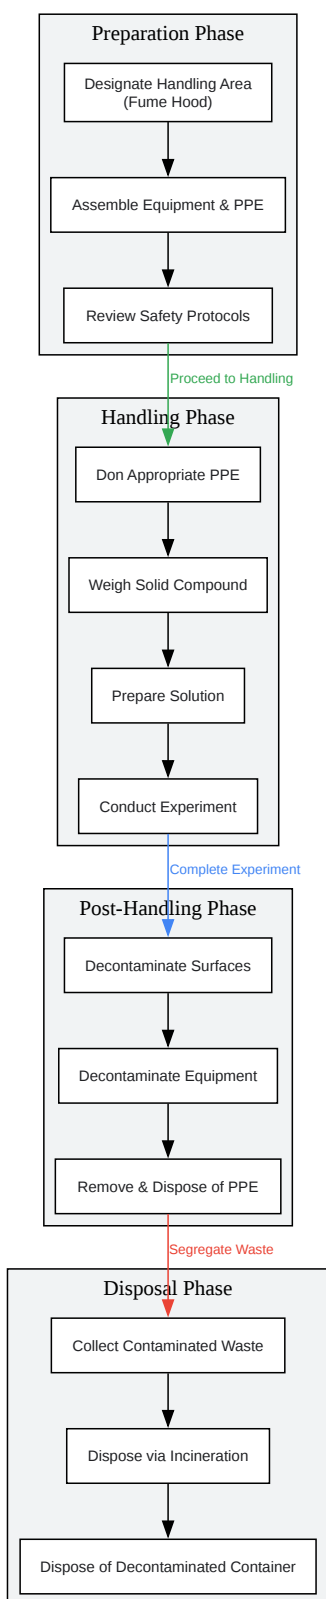 Preparation Phase
Designate Handling Area
(Fume Hood)
Assemble Equipment & PPE
Review Safety Protocols
Proceed to Handling
Handling Phase
Don Appropriate PPE
Weigh Solid Compound
Prepare Solution
Conduct Experiment
Complete Experiment
Post-Handling Phase
Decontaminate Surfaces
Decontaminate Equipment
Remove & Dispose of PPE
Segregate Waste
Disposal Phase
Collect Contaminated Waste
Dispose via Incineration
Dispose of Decontaminated Container